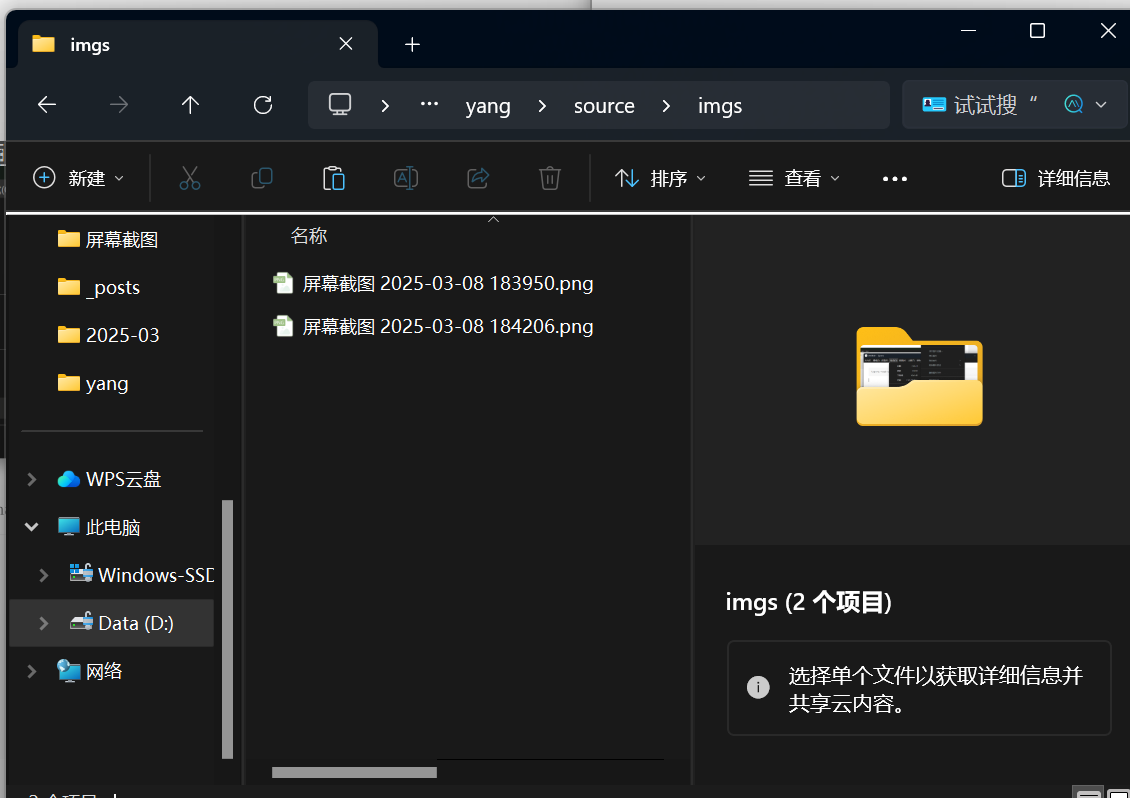 imgs
yang
source
imgs
试试搜 “
新建
排序
查看
详细信息
屏幕截图
_posts
2025-03
yang
WPS云盘
此电脑
Windows-SSD
Data (D:)
网络
名称
屏幕截图 2025-03-08 183950.png
屏幕截图 2025-03-08 184206.png
imgs (2 个项目)
选择单个文件以获取详细信息并
共享云内容。